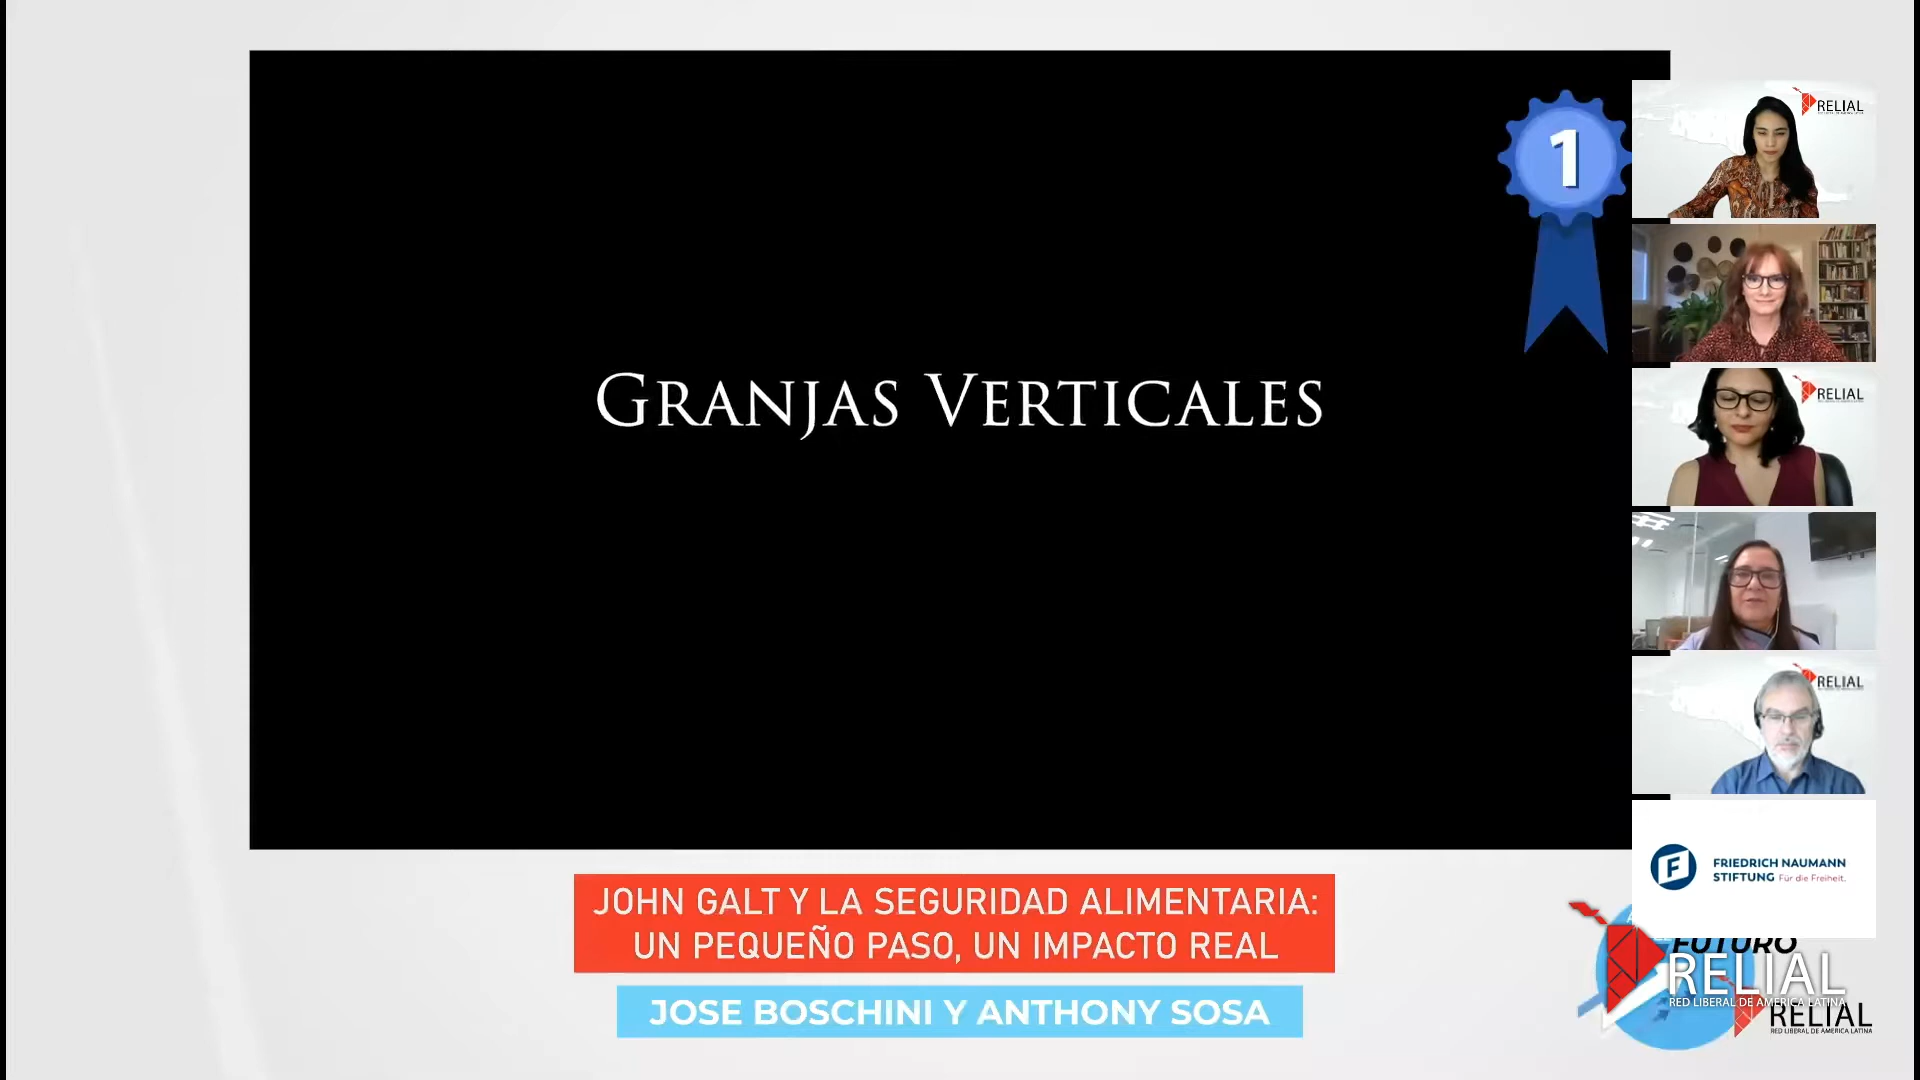 GRANJAS VERTICALES
1
RELIAL
RELIAL
RELIAL
FRIEDRICH NAUMANN
STIFTUNG Für die Freiheit.
JOHN GALT Y LA SEGURIDAD ALIMENTARIA:
UN PEQUEÑO PASO, UN IMPACTO REAL
JOSE BOSCHINI Y ANTHONY SOSA
FUTURO
RELIAL
RED LIBERAL DE AMÉRICA LATINA
RELIAL
RED LIBERAL DE AMÉRICA LATINA